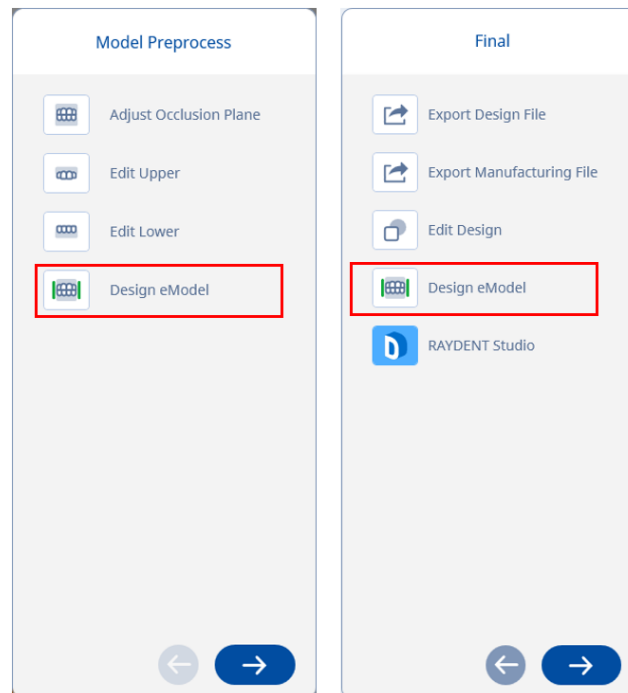 Model Preprocess
Adjust Occlusion Plane
Edit Upper
Edit Lower
Design eModel
Final
Export Design File
Export Manufacturing File
Edit Design
Design eModel
RAYDENT Studio